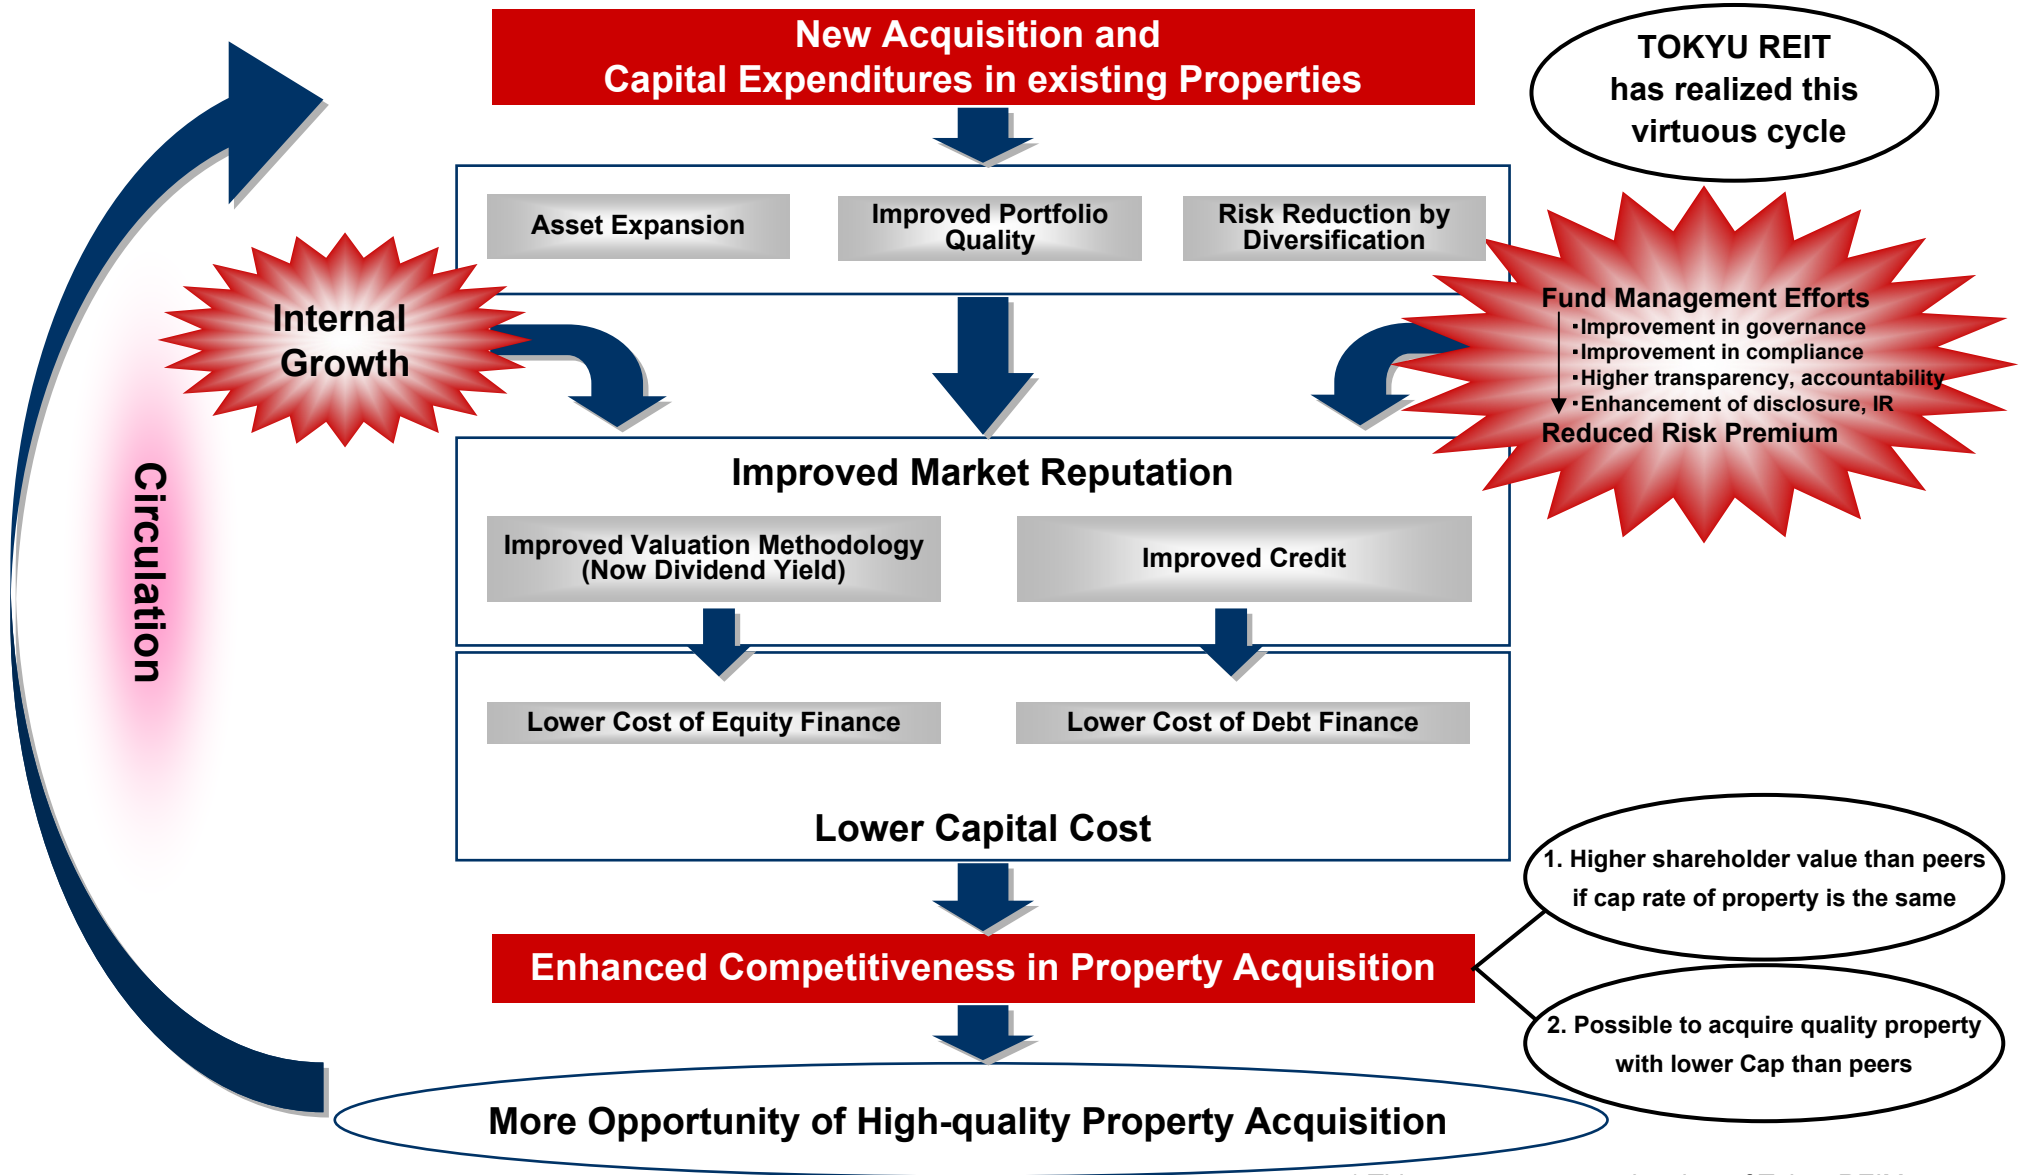 New Acquisition and
Capital Expenditures in existing Properties
TOKYU REIT
has realized this
virtuous cycle
Asset Expansion
Improved Portfolio
Quality
Risk Reduction by
Diversification
Internal
Growth
Fund Management Efforts
・Improvement in governance
・Improvement in compliance
・Higher transparency, accountability
・Enhancement of disclosure, IR
Reduced Risk Premium
Circulation
Improved Market Reputation
Improved Valuation Methodology
(Now Dividend Yield)
Improved Credit
Lower Cost of Equity Finance
Lower Cost of Debt Finance
Lower Capital Cost
1. Higher shareholder value than peers
if cap rate of property is the same
Enhanced Competitiveness in Property Acquisition
2. Possible to acquire quality property
with lower Cap than peers
More Opportunity of High-quality Property Acquisition